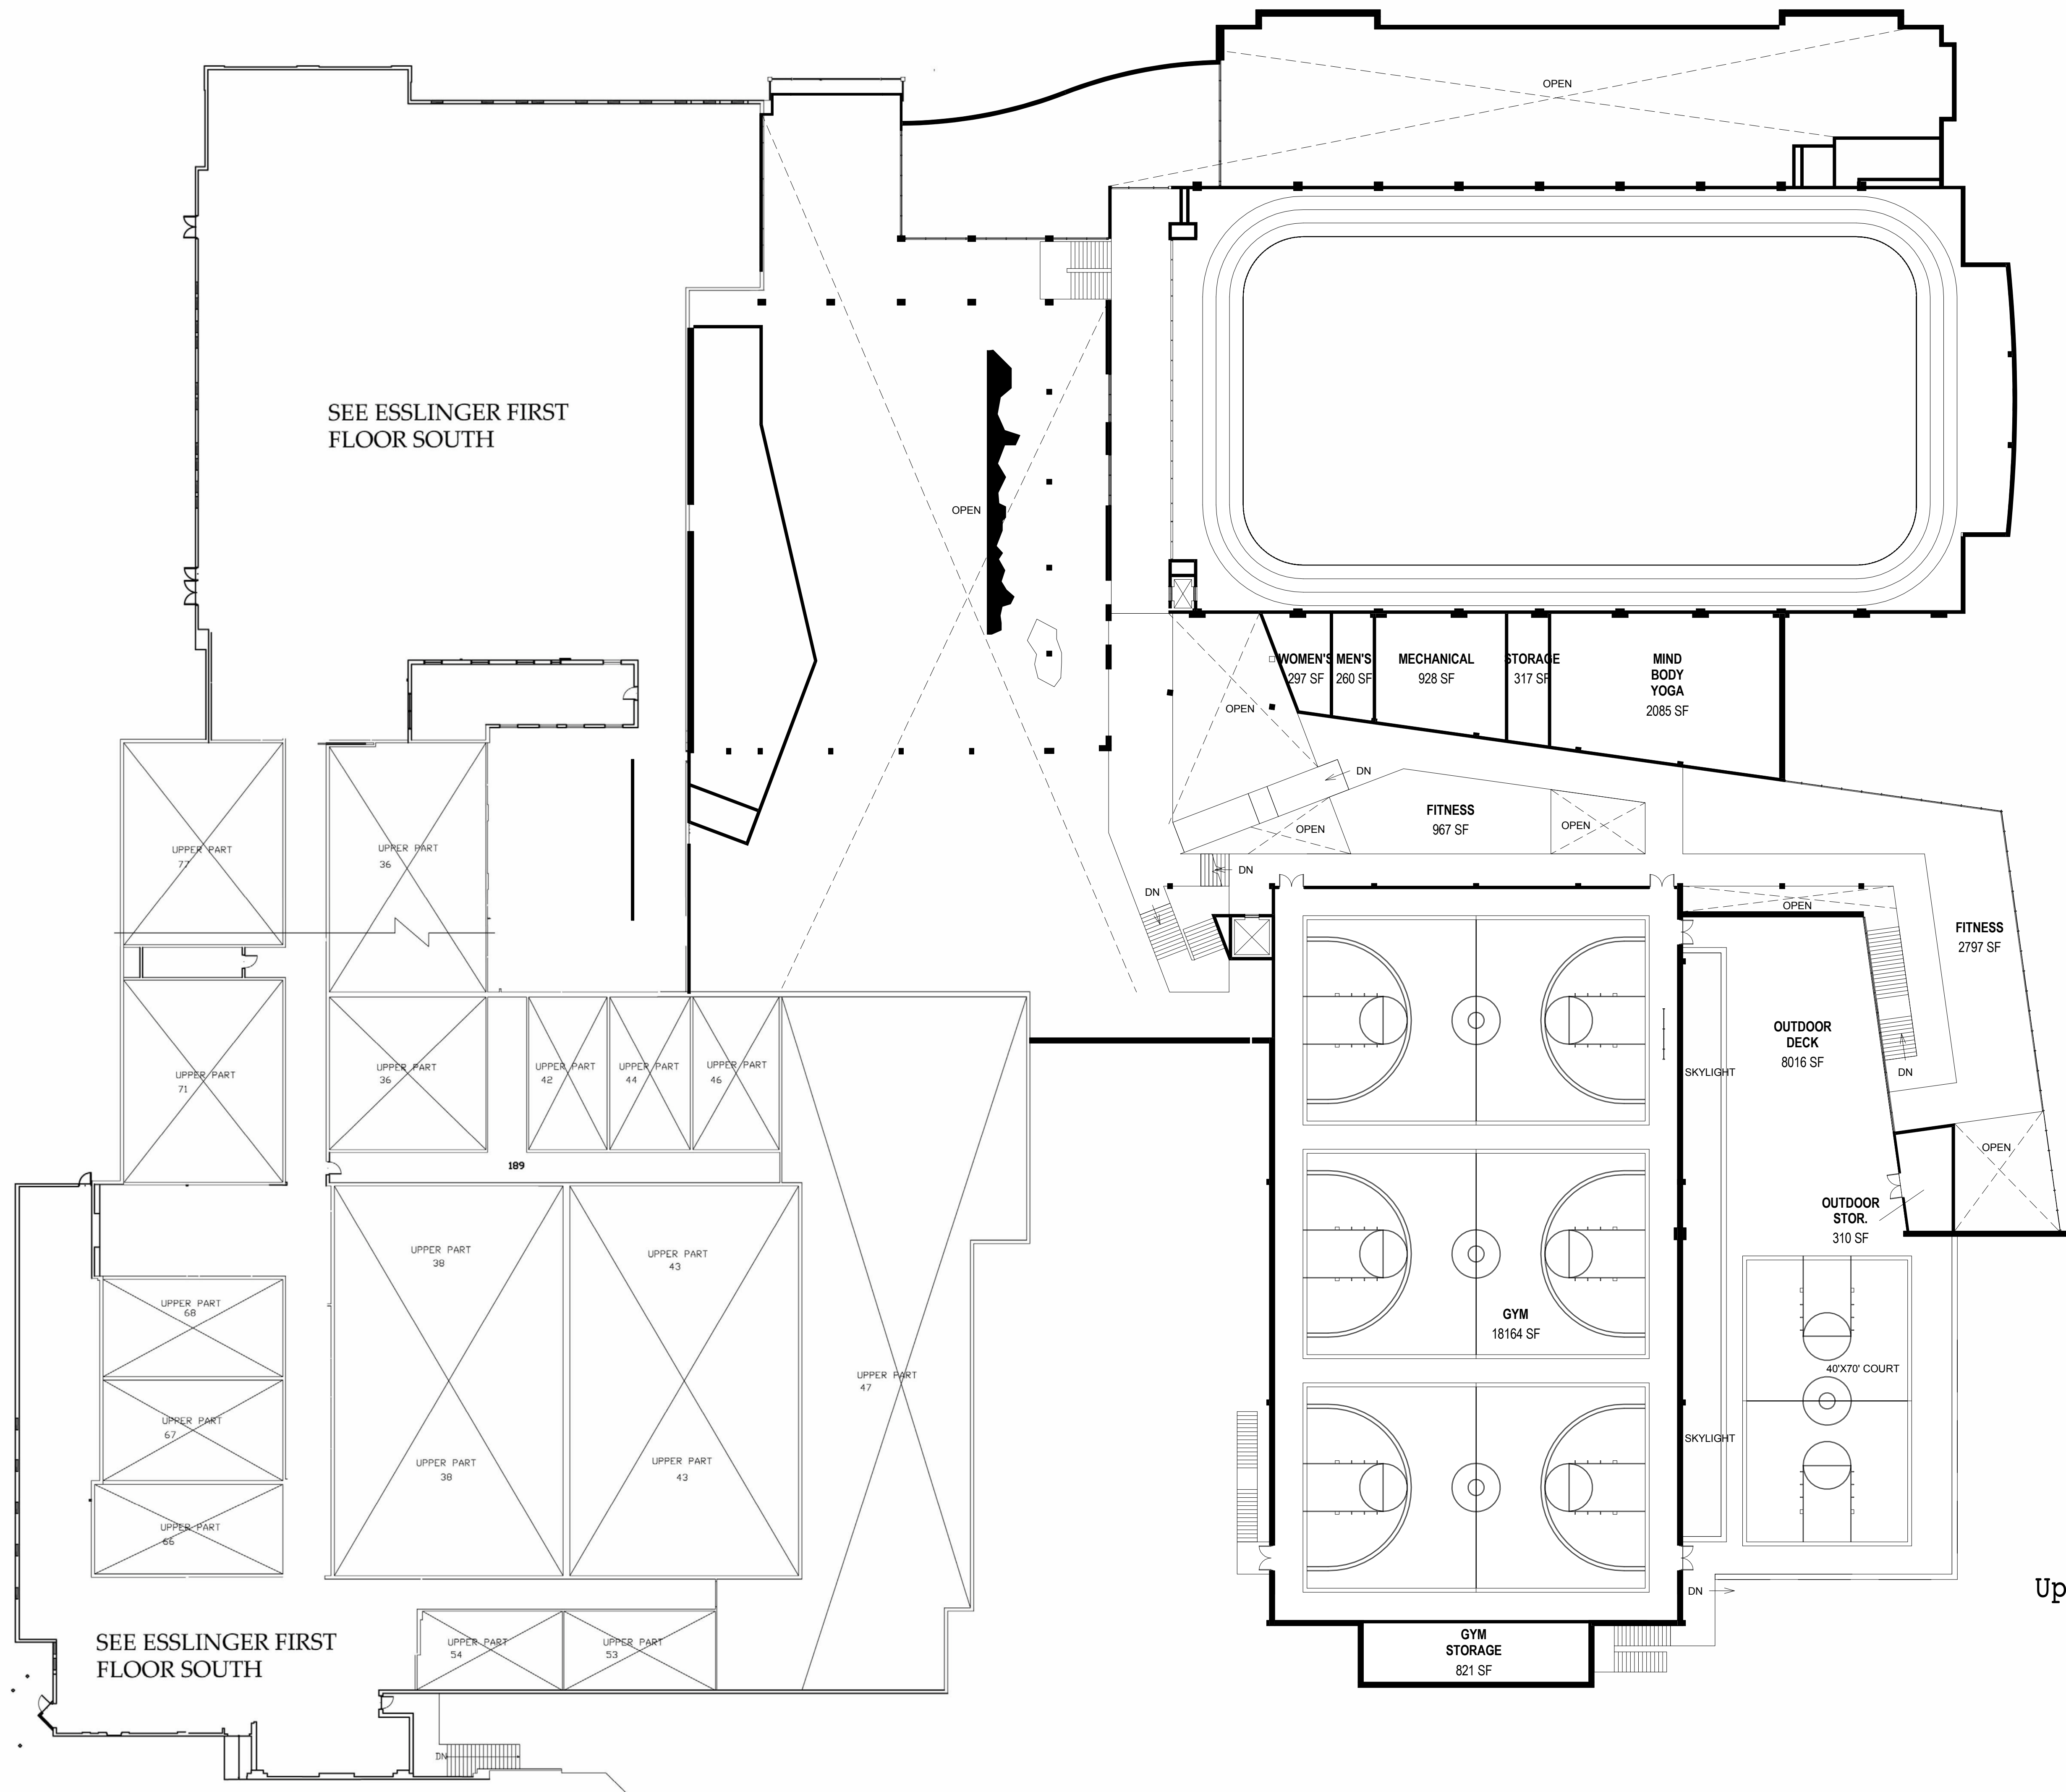 OPEN
SEE ESSLINGER FIRST
FLOOR SOUTH
OPEN
WOMEN'S
297 SF
MEN'S
260 SF
MECHANICAL
928 SF
STORAGE
317 SF
MIND
BODY
YOGA
2085 SF
OPEN
DN
FITNESS
967 SF
OPEN
OPEN
UPPER PART
77
UPPER PART
36
DN
DN
OPEN
FITNESS
2797 SF
OUTDOOR
DECK
8016 SF
SKYLIGHT
DN
UPPER PART
71
UPPER PART
36
UPPER PART
42
UPPER PART
44
UPPER PART
46
189
OPEN
OUTDOOR
STOR.
310 SF
UPPER PART
38
UPPER PART
43
UPPER PART
68
GYM
18164 SF
40'X70' COURT
UPPER PART
47
UPPER PART
67
SKYLIGHT
UPPER PART
38
UPPER PART
43
UPPER PART
66
DN
Up
SEE ESSLINGER FIRST
FLOOR SOUTH
UPPER PART
54
UPPER PART
53
GYM
STORAGE
821 SF
DN